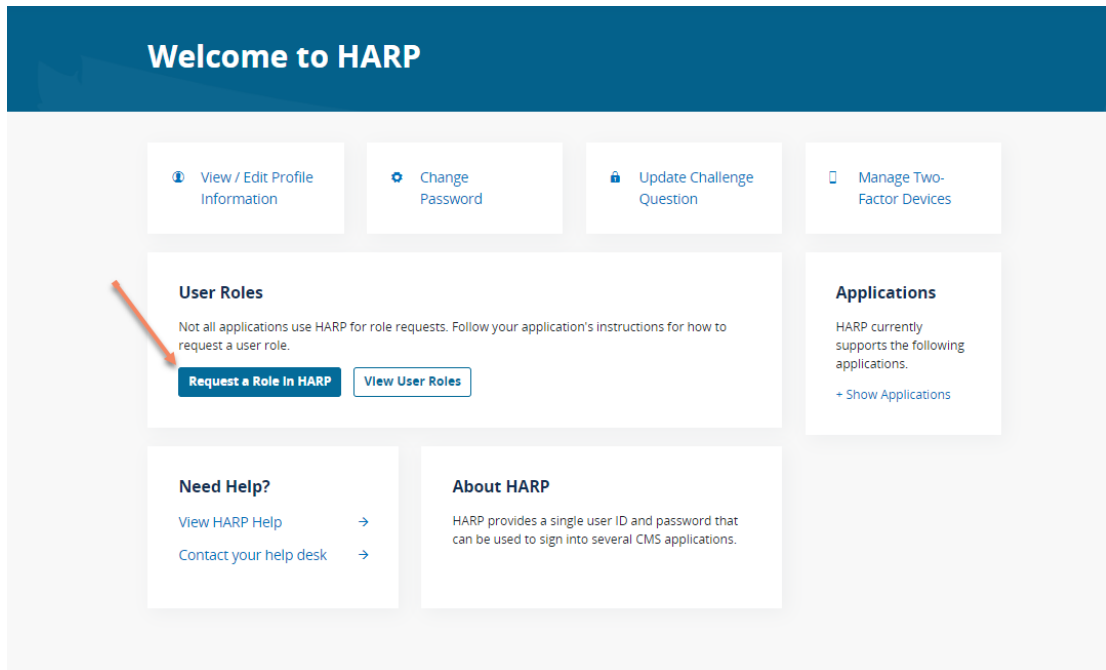 Welcome to HARP
View / Edit Profile
Information
Change
Password
Update Challenge
Question
Manage Two-
Factor Devices
User Roles
Not all applications use HARP for role requests. Follow your application's instructions for how to
request a user role.
Request a Role in HARP
View User Roles
Applications
HARP currently
supports the following
applications.
+ Show Applications
Need Help?
View HARP Help
Contact your help desk
About HARP
HARP provides a single user ID and password that
can be used to sign into several CMS applications.